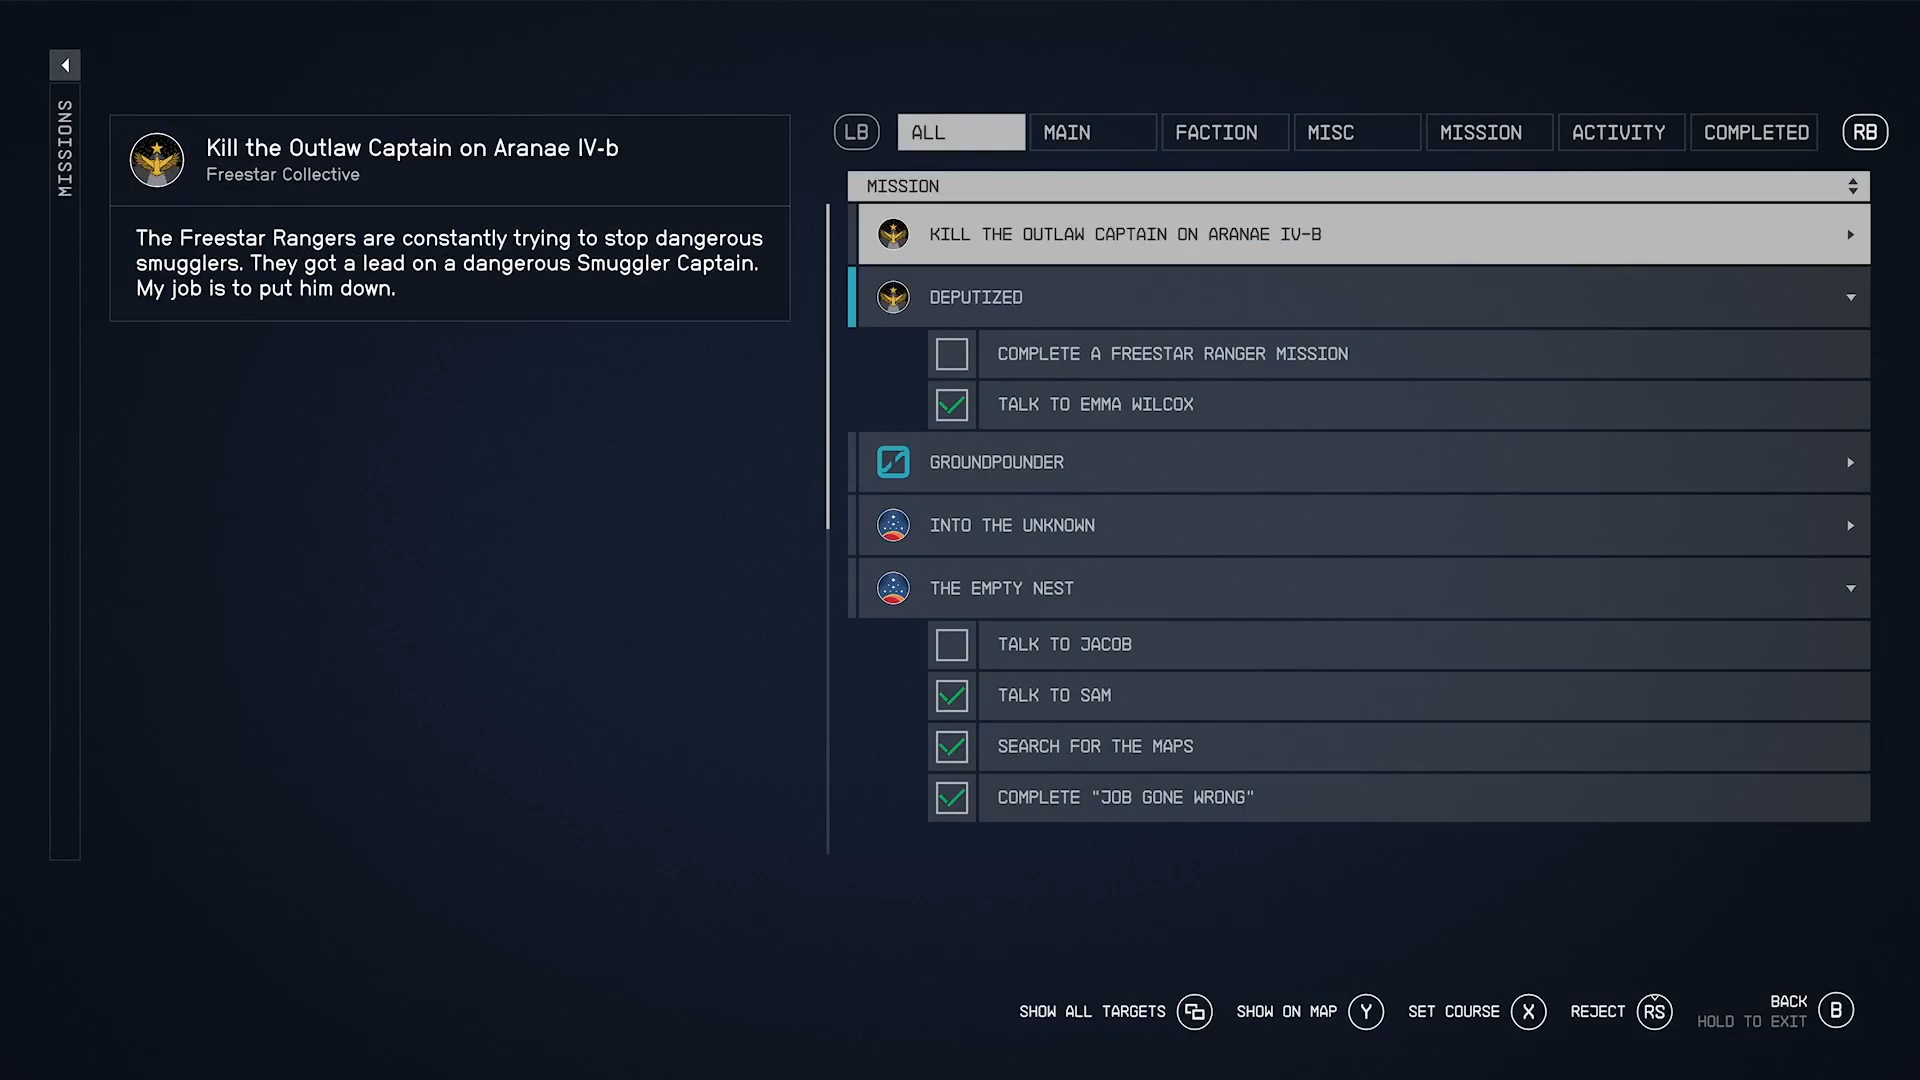 MISSIONS
Kill the Outlaw Captain on Aranae IV-b
Freestar Collective
The Freestar Rangers are constantly trying to stop dangerous
smugglers. They got a lead on a dangerous Smuggler Captain.
My job is to put him down.
LB ALL MAIN FACTION MISC MISSION ACTIVITY COMPLETED RB
MISSION
KILL THE OUTLAW CAPTAIN ON ARANAE IV-B
DEPUTIZED
COMPLETE A FREESTAR RANGER MISSION
TALK TO EMMA WILCOX
GROUNDPOUNDER
INTO THE UNKNOWN
THE EMPTY NEST
TALK TO JACOB
TALK TO SAM
SEARCH FOR THE MAPS
COMPLETE "JOB GONE WRONG"
SHOW ALL TARGETS SHOW ON MAP Y SET COURSE X REJECT RS BACK B
HOLD TO EXIT